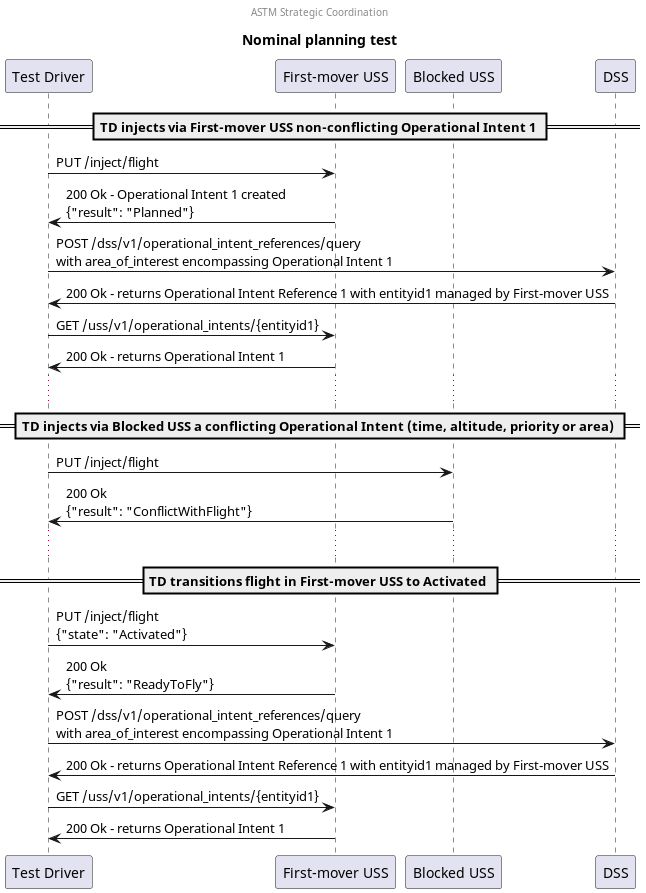 ASTM Strategic Coordination
Nominal planning test
Test Driver
First-mover USS
Blocked USS
DSS
TD injects via First-mover USS non-conflicting Operational Intent 1
PUT /inject/flight
200 Ok - Operational Intent 1 created
{"result": "Planned"}
POST /dss/v1/operational_intent_references/query
with area_of_interest encompassing Operational Intent 1
200 Ok - returns Operational Intent Reference 1 with entityid1 managed by First-mover USS
GET /uss/v1/operational_intents/{entityid1}
200 Ok - returns Operational Intent 1
TD injects via Blocked USS a conflicting Operational Intent (time, altitude, priority or area)
PUT /inject/flight
200 Ok
{"result": "ConflictWithFlight"}
TD transitions flight in First-mover USS to Activated
PUT /inject/flight
{"state": "Activated"}
200 Ok
{"result": "ReadyToFly"}
POST /dss/v1/operational_intent_references/query
with area_of_interest encompassing Operational Intent 1
200 Ok - returns Operational Intent Reference 1 with entityid1 managed by First-mover USS
GET /uss/v1/operational_intents/{entityid1}
200 Ok - returns Operational Intent 1
Test Driver
First-mover USS
Blocked USS
DSS